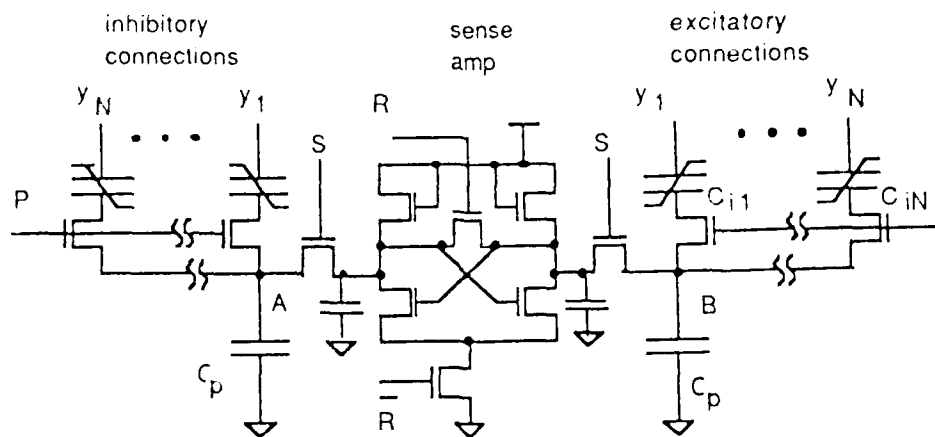 inhibitory
connections
sense
amp
excitatory
connections
y N
y 1
R
y 1
y N
S
S
P
C i1
C iN
A
B
C p
C p
R